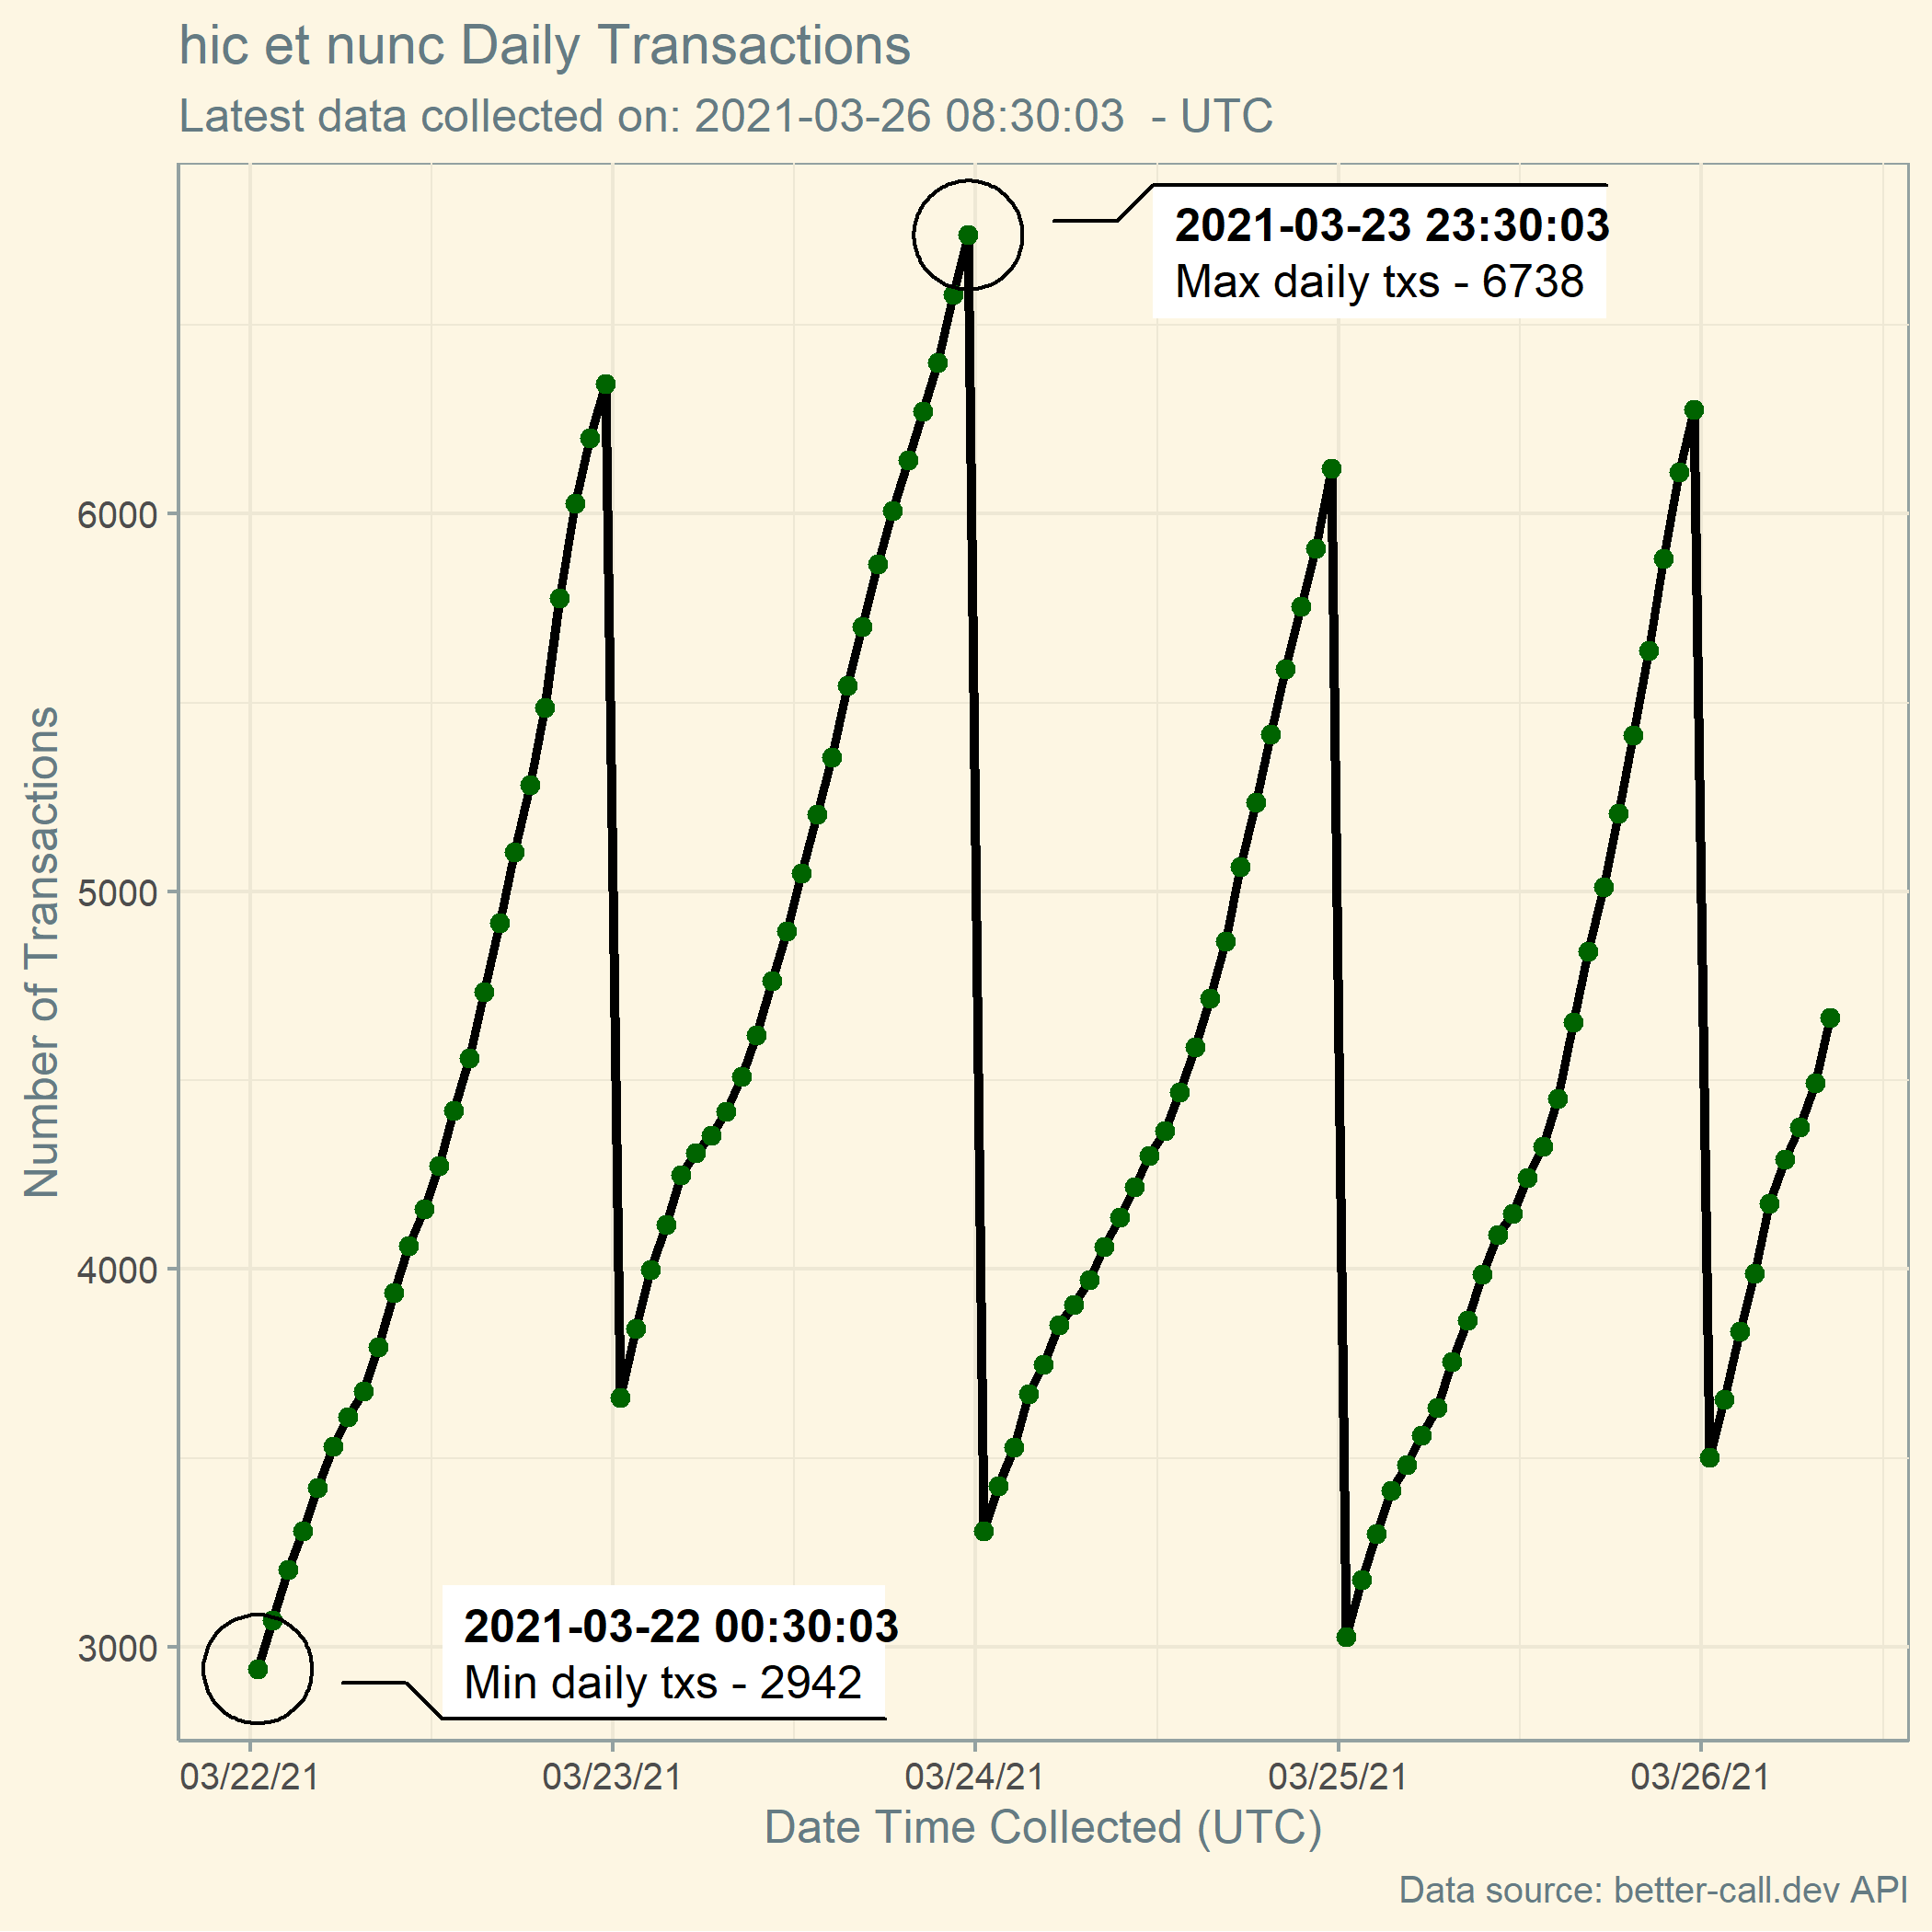 hic et nunc Daily Transactions
Latest data collected on: 2021-03-26 08:30:03  - UTC
2021-03-23 23:30:03
Max daily txs - 6738
Number of Transactions
6000
5000
4000
3000
2021-03-22 00:30:03
Min daily txs - 2942
03/22/21
03/23/21
03/24/21
03/25/21
03/26/21
Date Time Collected (UTC)
Data source: better-call.dev API